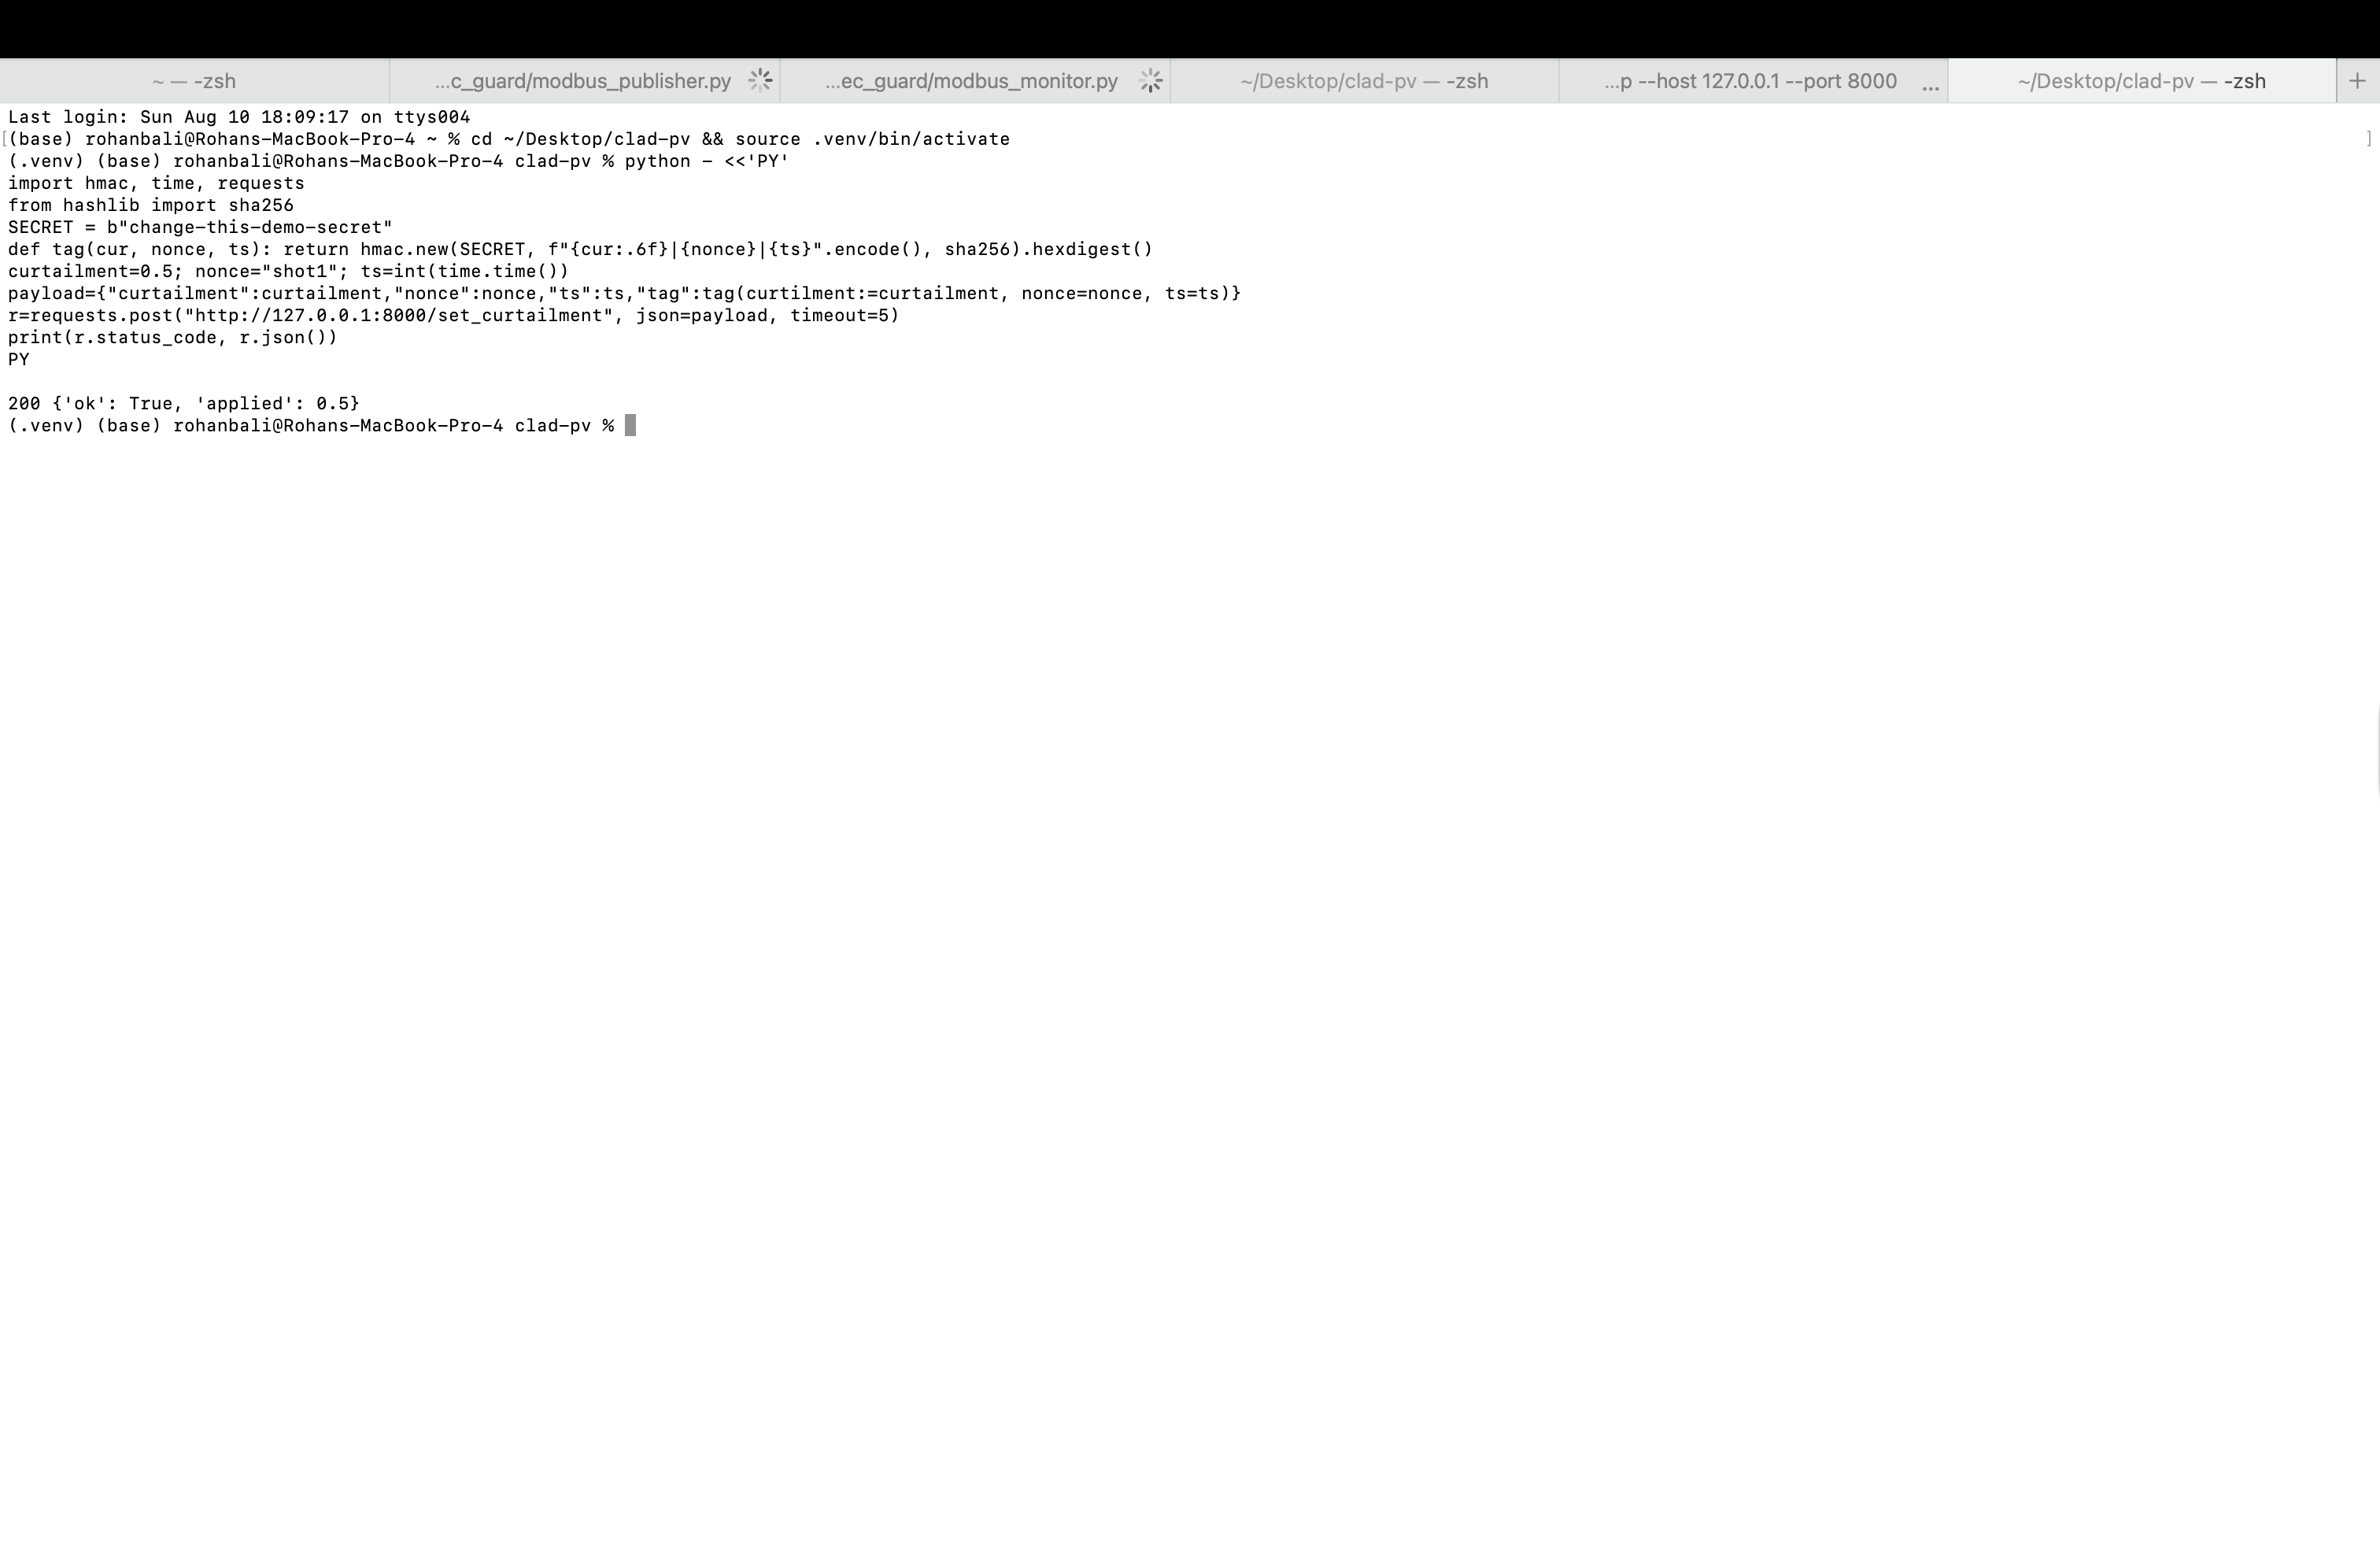 ~ — -zsh
...c_guard/modbus_publisher.py
...ec_guard/modbus_monitor.py
~/Desktop/clad-pv — -zsh
...p --host 127.0.0.1 --port 8000 ...
~/Desktop/clad-pv — -zsh
+
Last login: Sun Aug 10 18:09:17 on ttys004
[(base) rohanbali@Rohans-MacBook-Pro-4 ~ % cd ~/Desktop/clad-pv && source .venv/bin/activate ]
(.venv) (base) rohanbali@Rohans-MacBook-Pro-4 clad-pv % python - <<'PY'
import hmac, time, requests
from hashlib import sha256
SECRET = b"change-this-demo-secret"
def tag(cur, nonce, ts): return hmac.new(SECRET, f"{cur:.6f}|{nonce}|{ts}".encode(), sha256).hexdigest()
curtailment=0.5; nonce="shot1"; ts=int(time.time())
payload={"curtailment":curtailment,"nonce":nonce,"ts":ts,"tag":tag(curtilment:=curtailment, nonce=nonce, ts=ts)}
r=requests.post("http://127.0.0.1:8000/set_curtailment", json=payload, timeout=5)
print(r.status_code, r.json())
PY
200 {'ok': True, 'applied': 0.5}
(.venv) (base) rohanbali@Rohans-MacBook-Pro-4 clad-pv %